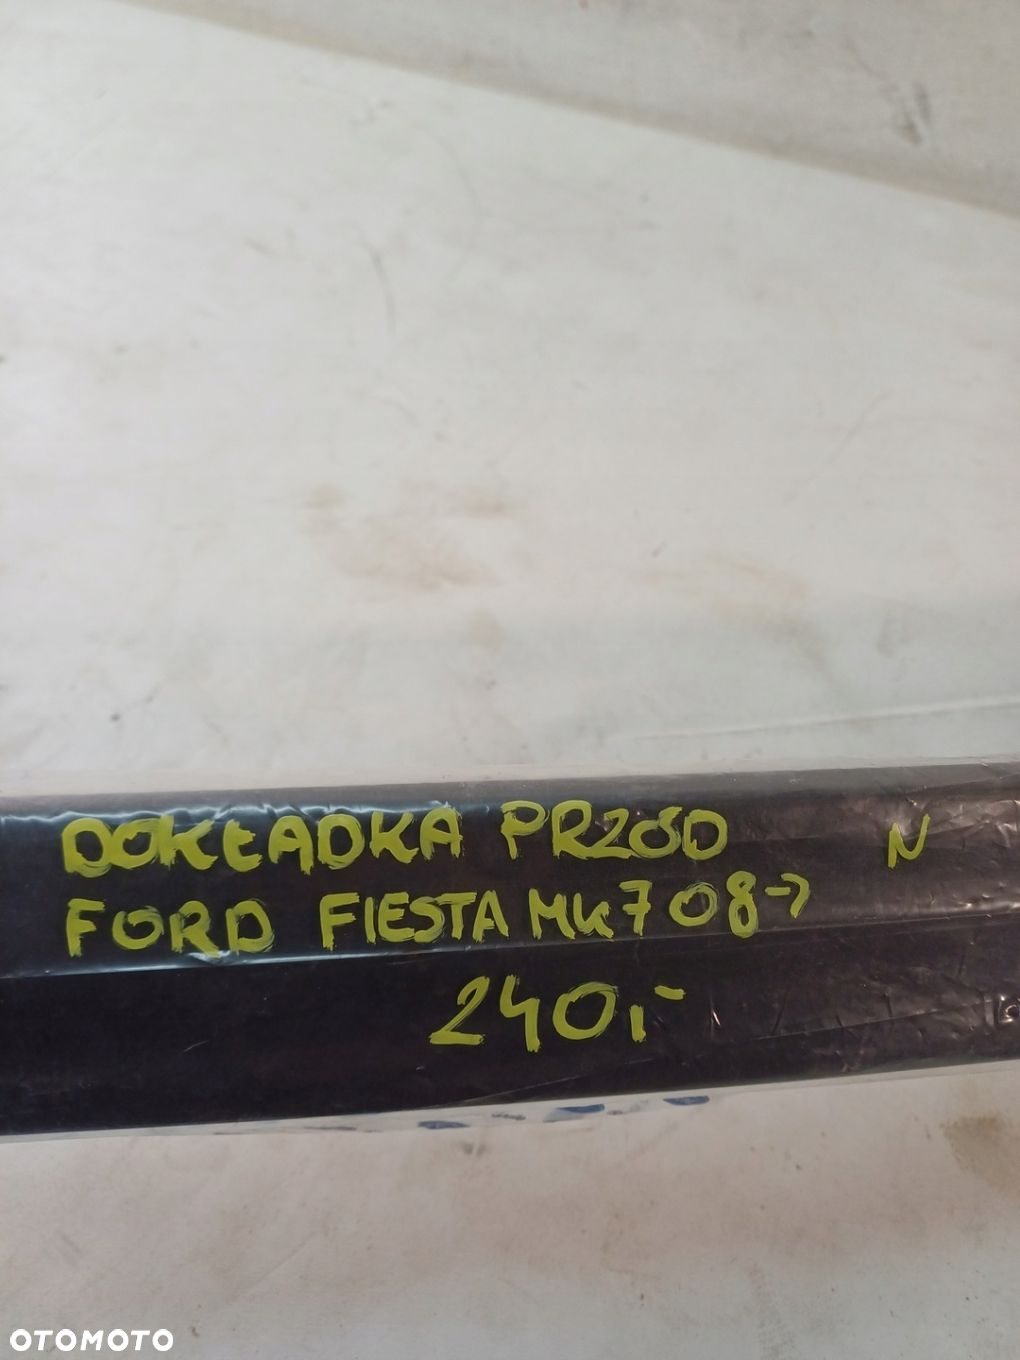 DOKŁADKA PRZÓD N
FORD FIESTA MK7 08->
240,-
OTOMOTO